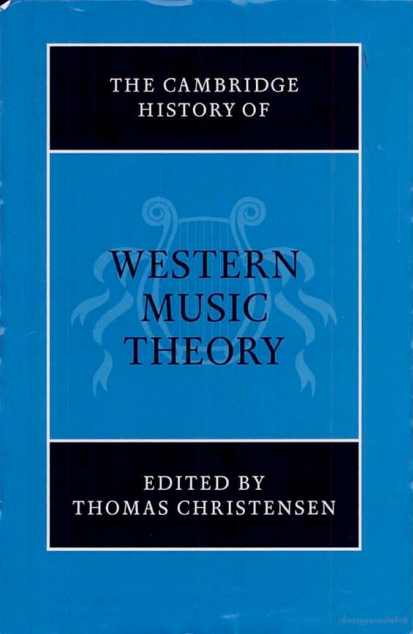 THE CAMBRIDGE
HISTORY OF
WESTERN
MUSIC
THEORY
EDITED BY
THOMAS CHRISTENSEN